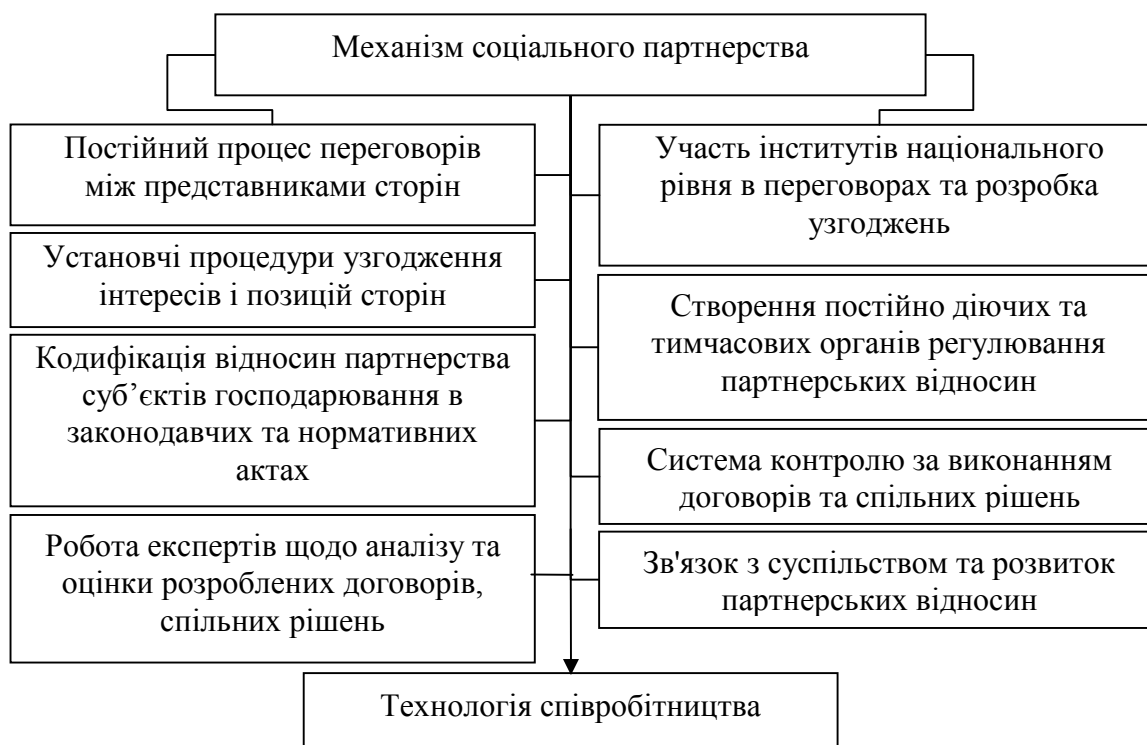 Механізм соціального партнерства
Постійний процес переговорів
між представниками сторін
Установчі процедури узгодження
інтересів і позицій сторін
Кодифікація відносин партнерства
суб’єктів господарювання в
законодавчих та нормативних
актах
Робота експертів щодо аналізу та
оцінки розроблених договорів,
спільних рішень
Участь інститутів національного
рівня в переговорах та розробка
узгоджень
Створення постійно діючих та
тимчасових органів регулювання
партнерських відносин
Система контролю за виконанням
договорів та спільних рішень
Зв'язок з суспільством та розвиток
партнерських відносин
Технологія співробітництва